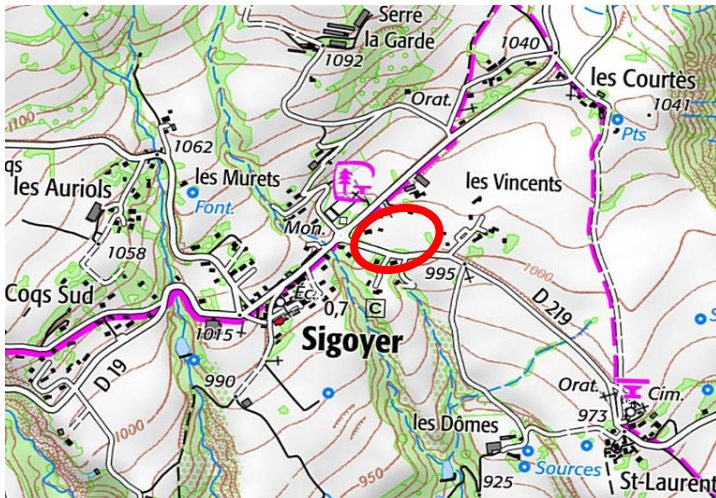 Serre
la Garde
1092
1040
les Courtès
1041
Orat.
Pts
1100
1062
les Murets
les Vincents
qs
les Auriols
Font.
Mon.
1058
995
1000
Coqs Sud
Éc.
0,7
C
D 219
1015
Sigoyer
D 19
990
Orat.
Cim.
973
les Dômes
1000
950
925
Sources
St-Laurent
S